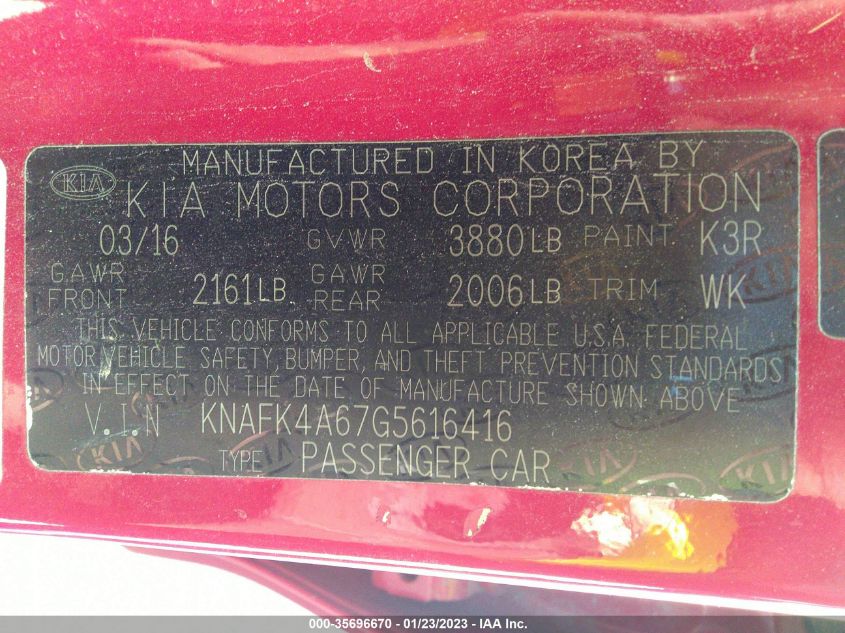 MANUFACTURED IN KOREA BY
KIA KIA MOTORS CORPORATION
03/16 GVWR 3880LB PAINT K3R
G.AWR FRONT 2161LB GAWR REAR 2006LB TRIM WK
THIS VEHICLE CONFORMS TO ALL APPLICABLE U.S.A. FEDERAL
MOTOR VEHICLE SAFETY, BUMPER, AND THEFT PREVENTION STANDARDS
IN EFFECT ON THE DATE OF MANUFACTURE SHOWN ABOVE
V.I.N KNAFK4A67G5616416
TYPE PASSENGER CAR
000-35696670 — 01/23/2023 — IAA Inc.